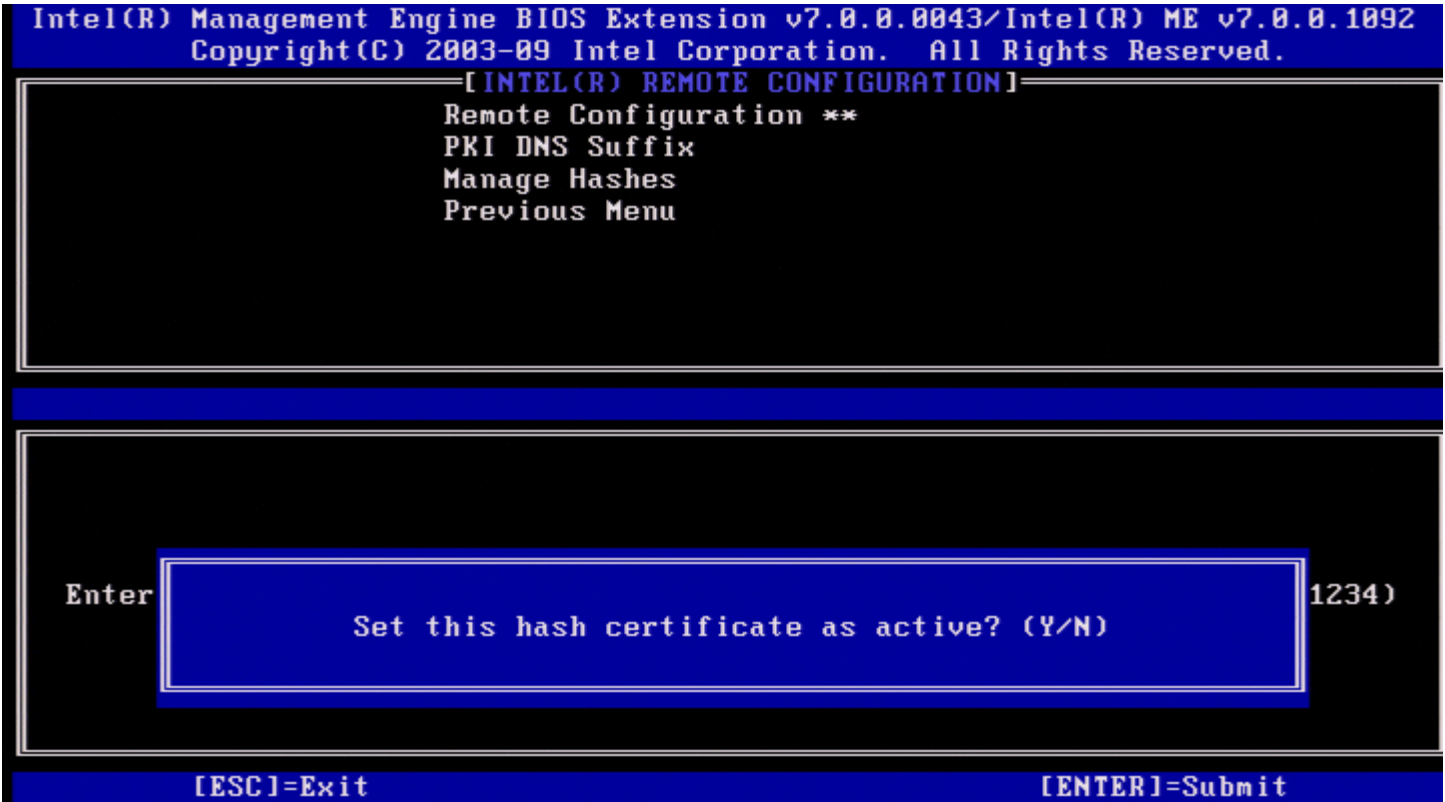 Intel(R) Management Engine BIOS Extension v7.0.0.0043/Intel(R) ME v7.0.0.1092
Copyright(C) 2003-09 Intel Corporation. All Rights Reserved.
[INTEL(R) REMOTE CONFIGURATION]
Remote Configuration **
PKI DNS Suffix
Manage Hashes
Previous Menu
Enter 1234)
Set this hash certificate as active? (Y/N)
[ESC]=Exit [ENTER]=Submit